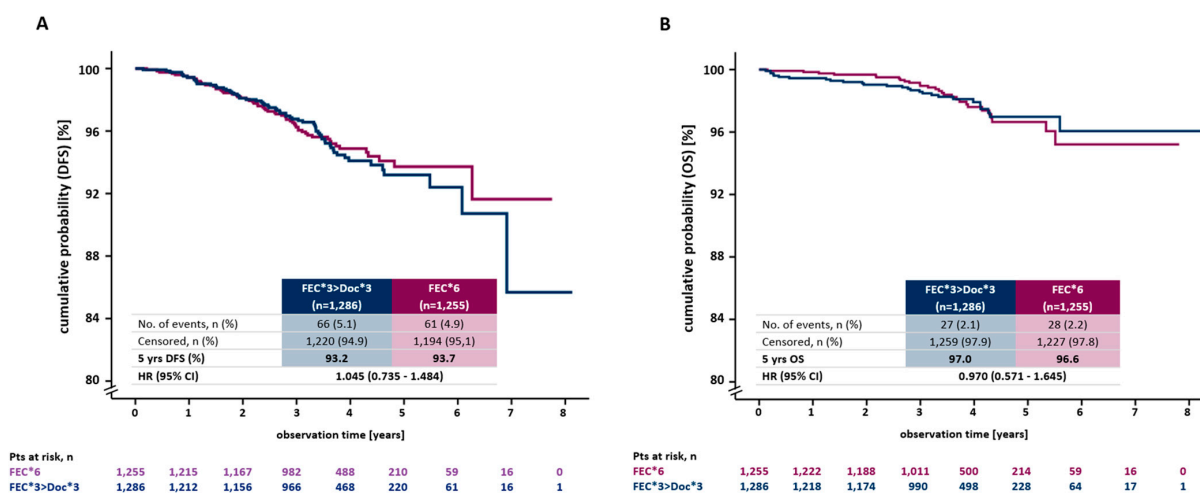 A
cumulative probability (DFS) [%]
100
96
92
88
84
80
FEC*3>Doc*3 FEC*6
(n=1,286) (n=1,255)
No. of events, n (%) 66 (5.1) 61 (4.9)
Censored, n (%) 1,220 (94.9) 1,194 (95,1)
5 yrs DFS (%) 93.2 93.7
HR (95% CI) 1.045 (0.735 - 1.484)
0 1 2 3 4 5 6 7 8
observation time [years]
Pts at risk, n
FEC*6 1,255 1,215 1,167 982 488 210 59 16 0
FEC*3>Doc*3 1,286 1,212 1,156 966 468 220 61 16 1
B
cumulative probability (OS) [%]
100
96
92
88
84
80
FEC*3>Doc*3 FEC*6
(n=1,286) (n=1,255)
No. of events, n (%) 27 (2.1) 28 (2.2)
Censored, n (%) 1,259 (97.9) 1,227 (97.8)
5 yrs OS 97.0 96.6
HR (95% CI) 0.970 (0.571 - 1.645)
0 1 2 3 4 5 6 7 8
observation time [years]
Pts at risk, n
FEC*6 1,255 1,222 1,188 1,011 500 214 59 16 0
FEC*3>Doc*3 1,286 1,218 1,174 990 498 228 64 17 1